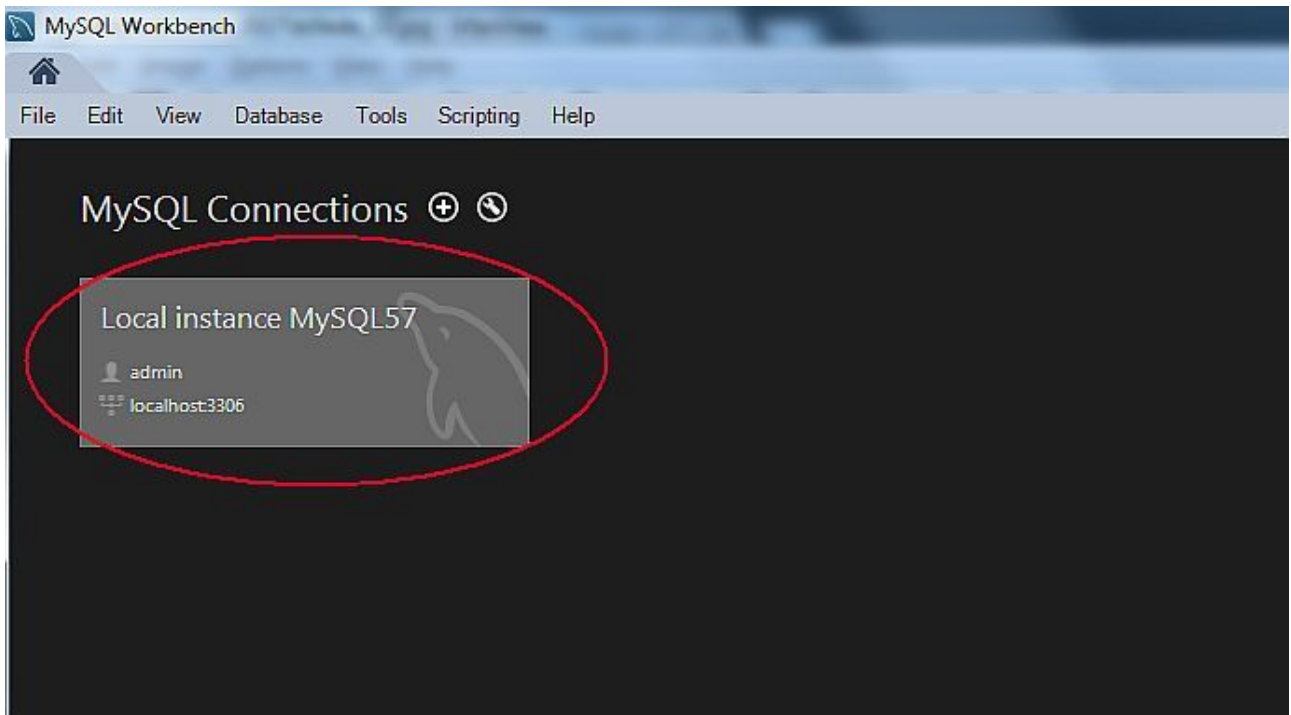 MySQL Workbench
File Edit View Database Tools Scripting Help
MySQL Connections
Local instance MySQL57
admin
localhost:3306